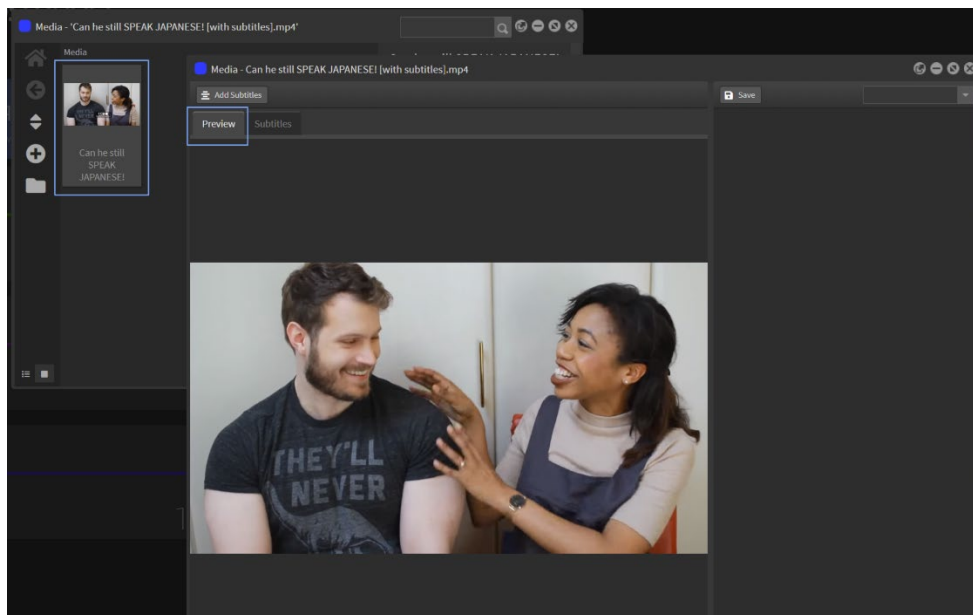 Media - 'Can he still SPEAK JAPANESE! [with subtitles].mp4'
Media
Can he still
SPEAK
JAPANESE!
Media - Can he still SPEAK JAPANESE! [with subtitles].mp4
Add Subtitles
Save
Preview
Subtitles
THEY'LL
NEVER